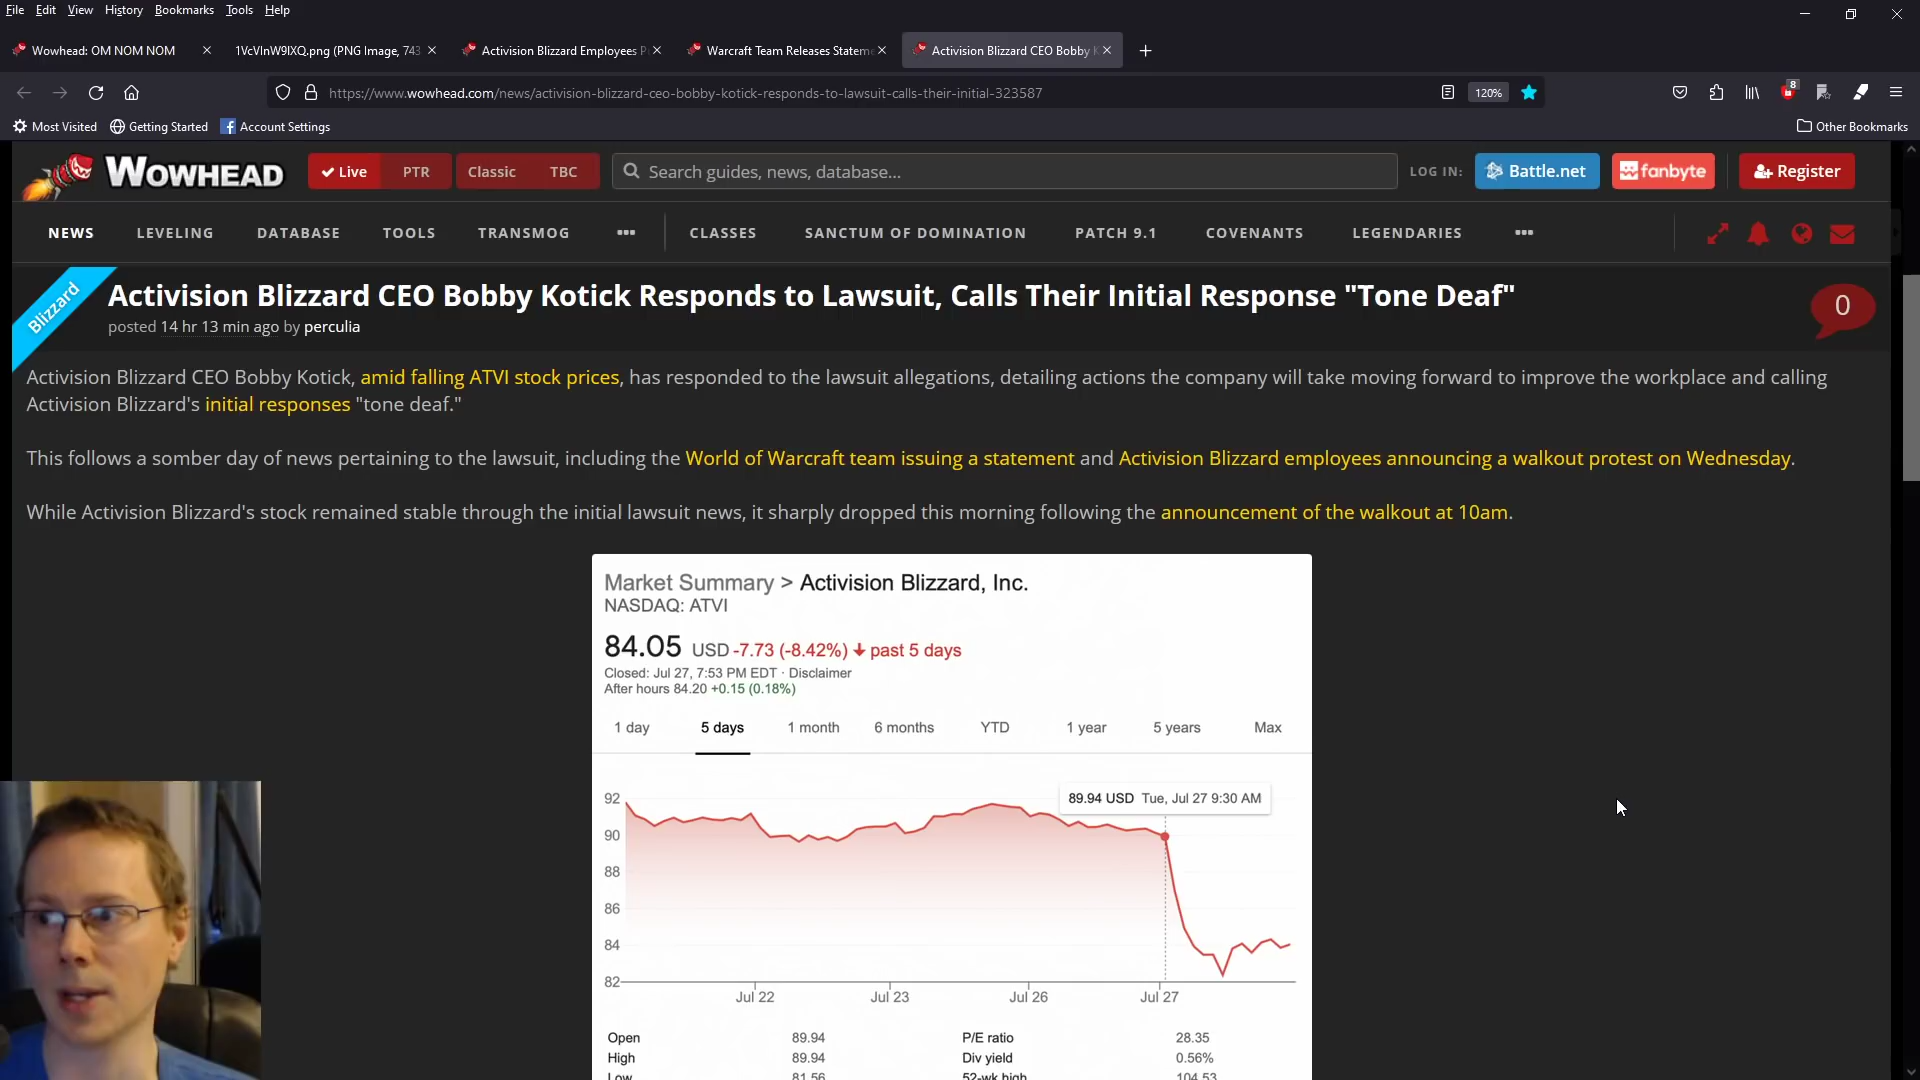 File Edit View History Bookmarks Tools Help
Wowhead: OM NOM NOM
1VcVlnW9IXQ.png (PNG Image, 743
Activision Blizzard Employees P
Warcraft Team Releases Statem
Activision Blizzard CEO Bobby K
https://www.wowhead.com/news/activision-blizzard-ceo-bobby-kotick-responds-to-lawsuit-calls-their-initial-323587
120%
8
Most Visited Getting Started Account Settings Other Bookmarks
WOWHEAD Live PTR Classic TBC Search guides, news, database... LOG IN: Battle.net fanbyte Register
NEWS LEVELING DATABASE TOOLS TRANSMOG ••• CLASSES SANCTUM OF DOMINATION PATCH 9.1 COVENANTS LEGENDARIES •••
Blizzard
Activision Blizzard CEO Bobby Kotick Responds to Lawsuit, Calls Their Initial Response "Tone Deaf"
0
posted 14 hr 13 min ago by perculia
Activision Blizzard CEO Bobby Kotick, amid falling ATVI stock prices, has responded to the lawsuit allegations, detailing actions the company will take moving forward to improve the workplace and calling
Activision Blizzard's initial responses "tone deaf."
This follows a somber day of news pertaining to the lawsuit, including the World of Warcraft team issuing a statement and Activision Blizzard employees announcing a walkout protest on Wednesday.
While Activision Blizzard's stock remained stable through the initial lawsuit news, it sharply dropped this morning following the announcement of the walkout at 10am.
Market Summary > Activision Blizzard, Inc.
NASDAQ: ATVI
84.05 USD -7.73 (-8.42%) ↓ past 5 days
Closed: Jul 27, 7:53 PM EDT · Disclaimer
After hours 84.20 +0.15 (0.18%)
1 day 5 days 1 month 6 months YTD 1 year 5 years Max
89.94 USD Tue, Jul 27 9:30 AM
92
90
88
86
84
82
Jul 22 Jul 23 Jul 26 Jul 27
Open 89.94 P/E ratio 28.35
High 89.94 Div yield 0.56%
Low 81.56 52-wk high 104.53